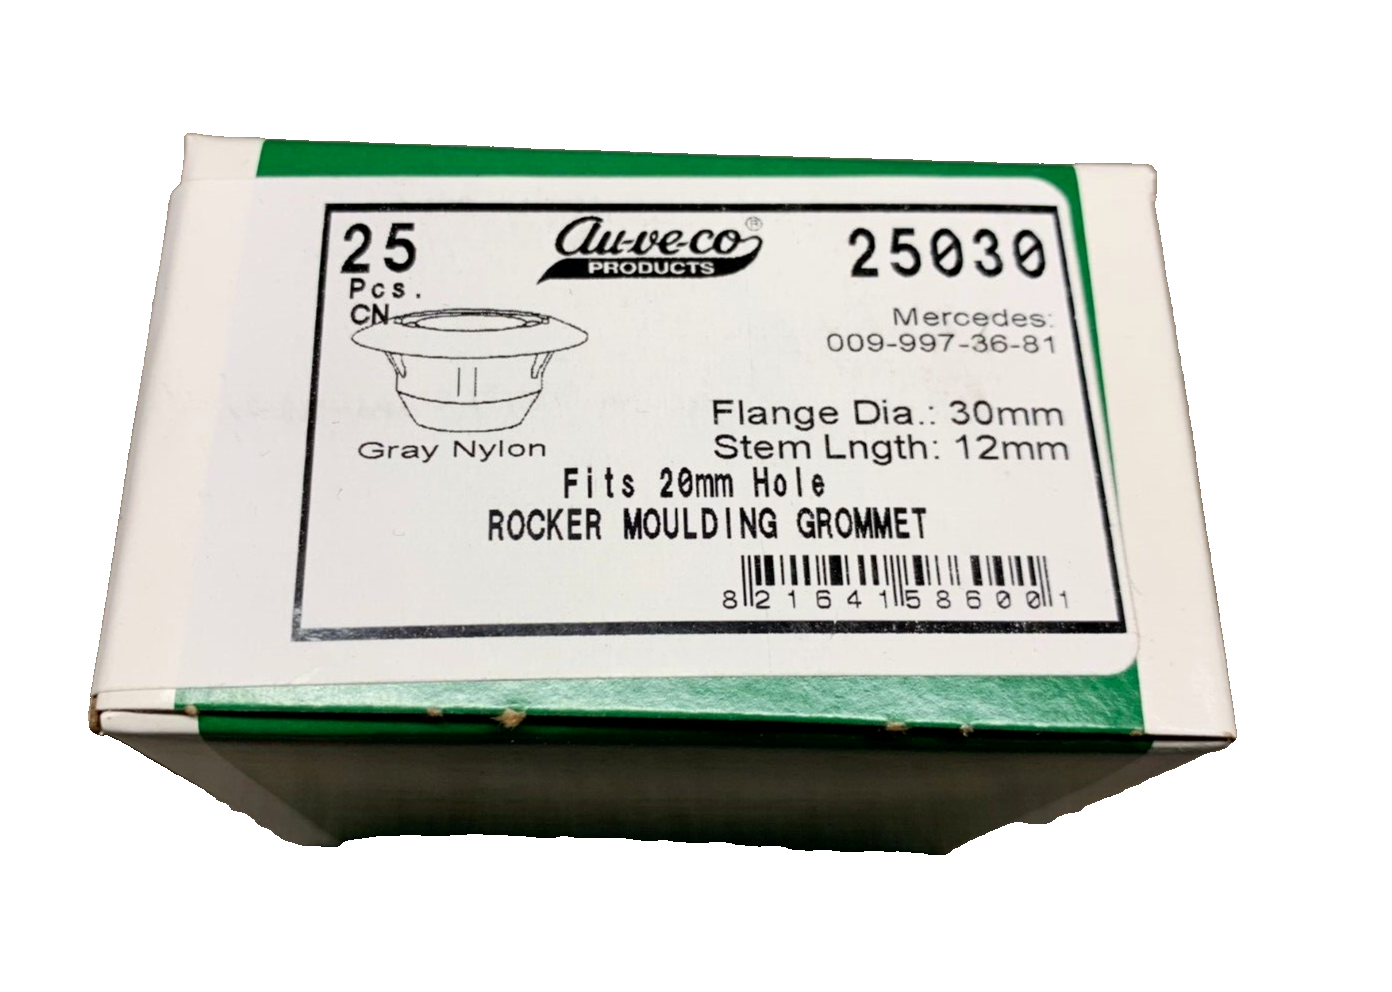 25
Pcs.
CN
au-ve-co®
PRODUCTS
25030
Mercedes:
009-997-36-81
Gray Nylon
Flange Dia.: 30mm
Stem Lngth: 12mm
Fits 20mm Hole
ROCKER MOULDING GROMMET
8 21641 58600 1